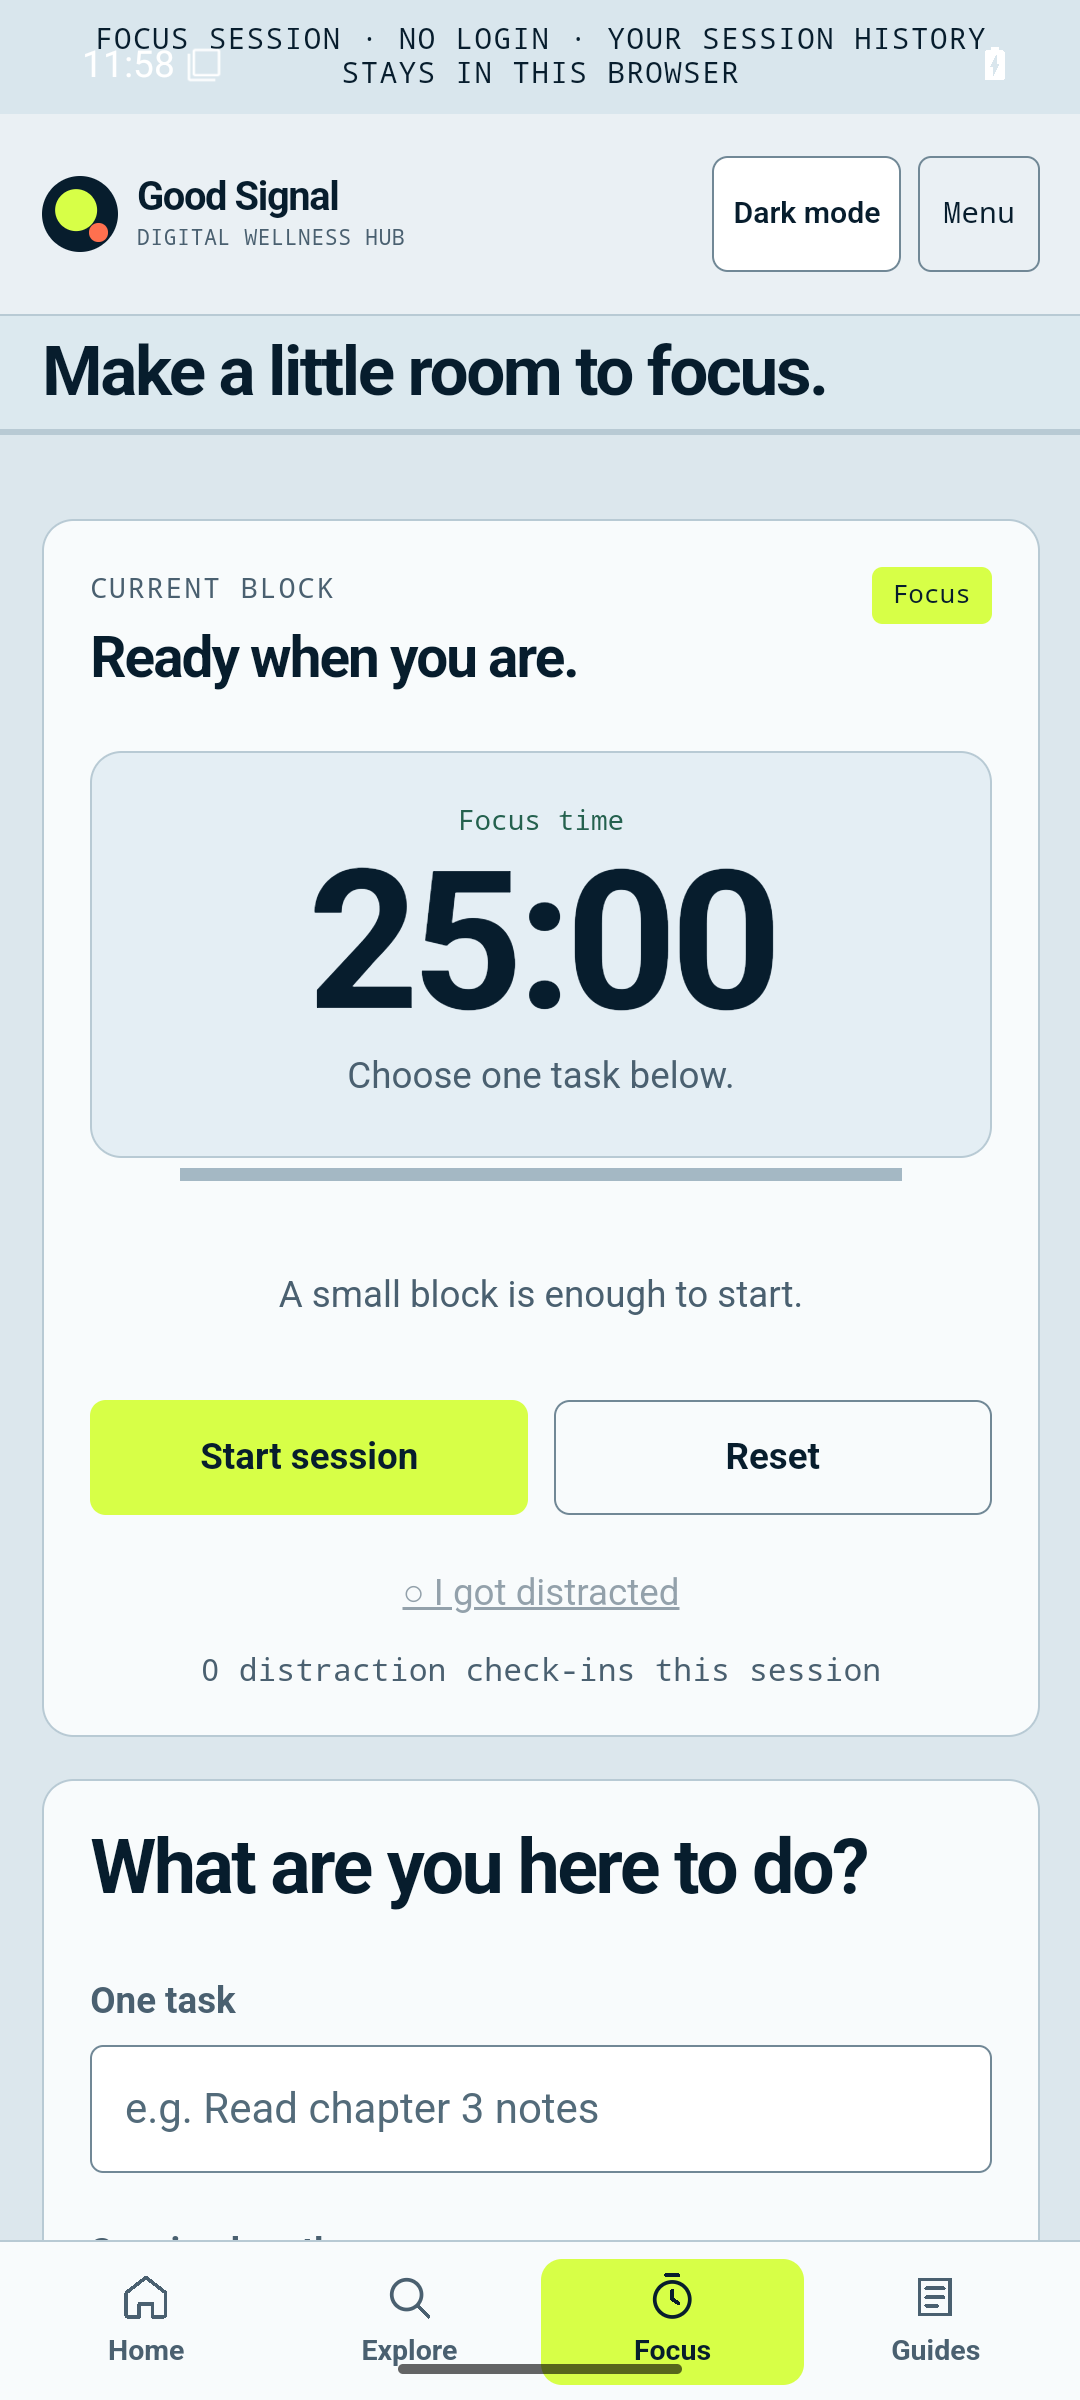 FOCUS SESSION · NO LOGIN · YOUR SESSION HISTORY
STAYS IN THIS BROWSER
11:58
Good Signal
DIGITAL WELLNESS HUB
Dark mode
Menu
Make a little room to focus.
CURRENT BLOCK
Focus
Ready when you are.
Focus time
25:00
Choose one task below.
A small block is enough to start.
Start session
Reset
○ I got distracted
0 distraction check-ins this session
What are you here to do?
One task
e.g. Read chapter 3 notes
Home
Explore
Focus
Guides